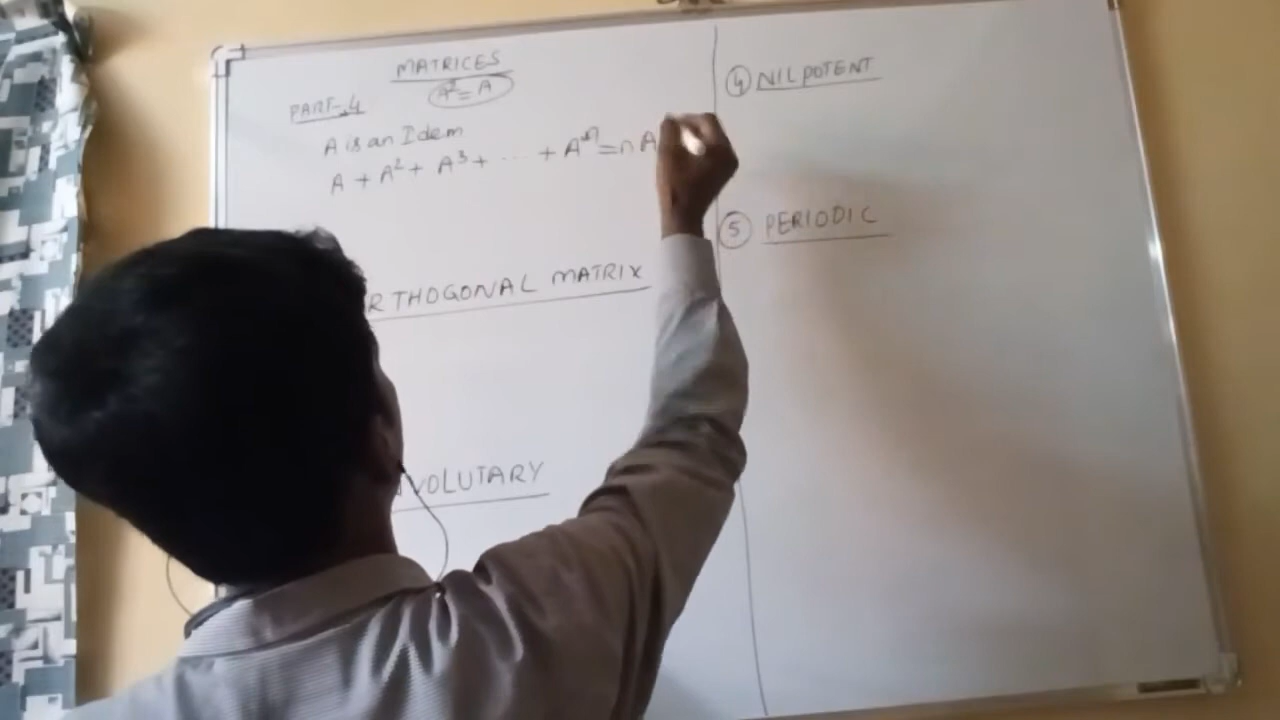 MATRICES
A² = A
PART-4
A is an Idem
A + A² + A³ + ... + Aⁿ = nA
RTHOGONAL MATRIX
VOLUTARY
④ NILPOTENT
⑤ PERIODIC